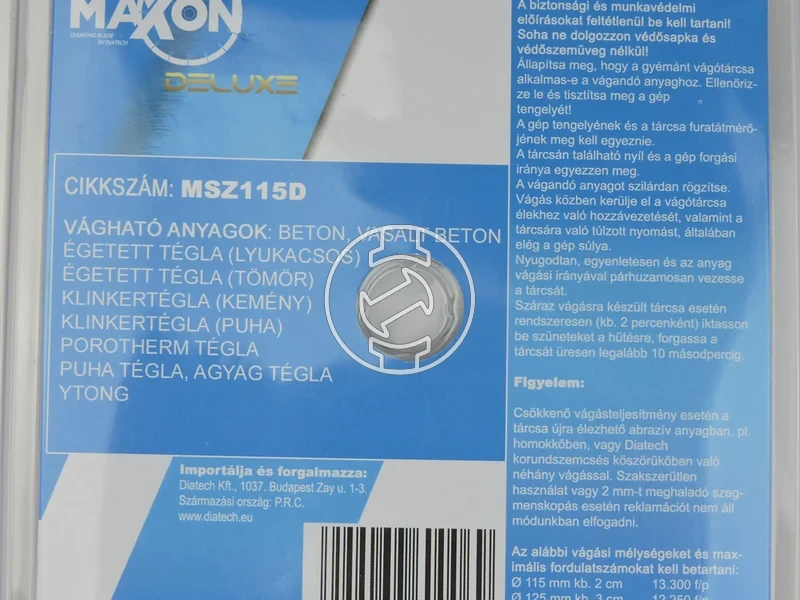 MAXON
DIAMOND BLADE
BY DIATECH
DELUXE
CIKKSZÁM: MSZ115D
VÁGHATÓ ANYAGOK: BETON, VASALT BETON
ÉGETETT TÉGLA (LYUKACSOS)
ÉGETETT TÉGLA (TÖMÖR)
KLINKERTÉGLA (KEMÉNY)
KLINKERTÉGLA (PUHA)
POROTHERM TÉGLA
PUHA TÉGLA, AGYAG TÉGLA
YTONG
Importálja és forgalmazza:
Diatech Kft., 1037. Budapest Zay u. 1-3.
Származási ország: P.R.C.
www.diatech.eu
A biztonsági és munkavédelmi
előírásokat feltétlenül be kell tartani!
Soha ne dolgozzon védősapka és
védőszemüveg nélkül!
Állapítsa meg, hogy a gyémánt vágótárcsa
alkalmas-e a vágandó anyaghoz. Ellenőriz-
ze le és tisztítsa meg a gép
tengelyét!
A gép tengelyének és a tárcsa furatátmérő-
jének meg kell egyeznie.
A tárcsán található nyíl és a gép forgási
iránya egyezzen meg.
A vágandó anyagot szilárdan rögzítse.
Vágás közben kerülje el a vágótárcsa
élekhez való hozzávezetését, valamint a
tárcsára való túlzott nyomást, általában
elég a gép súlya.
Nyugodtan, egyenletesen és az anyag
vágási irányával párhuzamosan vezesse
a tárcsát.
Száraz vágásra készült tárcsa esetén
rendszeresen (kb. 2 percenként) iktasson
be szüneteket a hűtésre, forgassa a
tárcsát üresen legalább 10 másodpercig.
Figyelem:
Csökkenő vágásteljesítmény esetén a
tárcsa újra élezhető abrazív anyagban. pl.
homokkőben, vagy Diatech
korundszemcsés köszörűkőben való
néhány vágással. Szakszerűtlen
használat vagy 2 mm-t meghaladó szeg-
menskopás esetén reklamációt nem áll
módunkban elfogadni.
Az alábbi vágási mélységeket és max-
imális fordulatszámokat kell betartani:
Ø 115 mm kb. 2 cm 13.300 f/p
Ø 125 mm kb. 3 cm 12.250 f/p